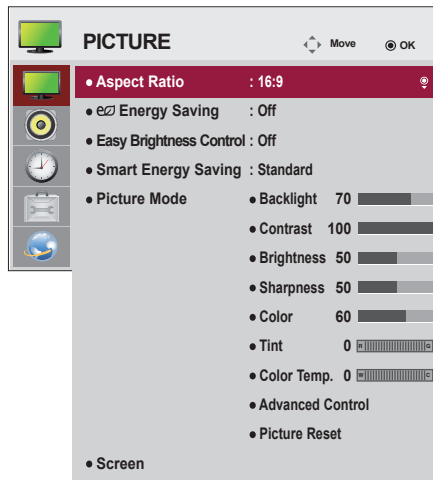 PICTURE Move OK
• Aspect Ratio : 16:9
• Energy Saving : Off
• Easy Brightness Control : Off
• Smart Energy Saving : Standard
• Picture Mode • Backlight 70
• Contrast 100
• Brightness 50
• Sharpness 50
• Color 60
• Tint 0 R G
• Color Temp. 0 W C
• Advanced Control
• Picture Reset
• Screen